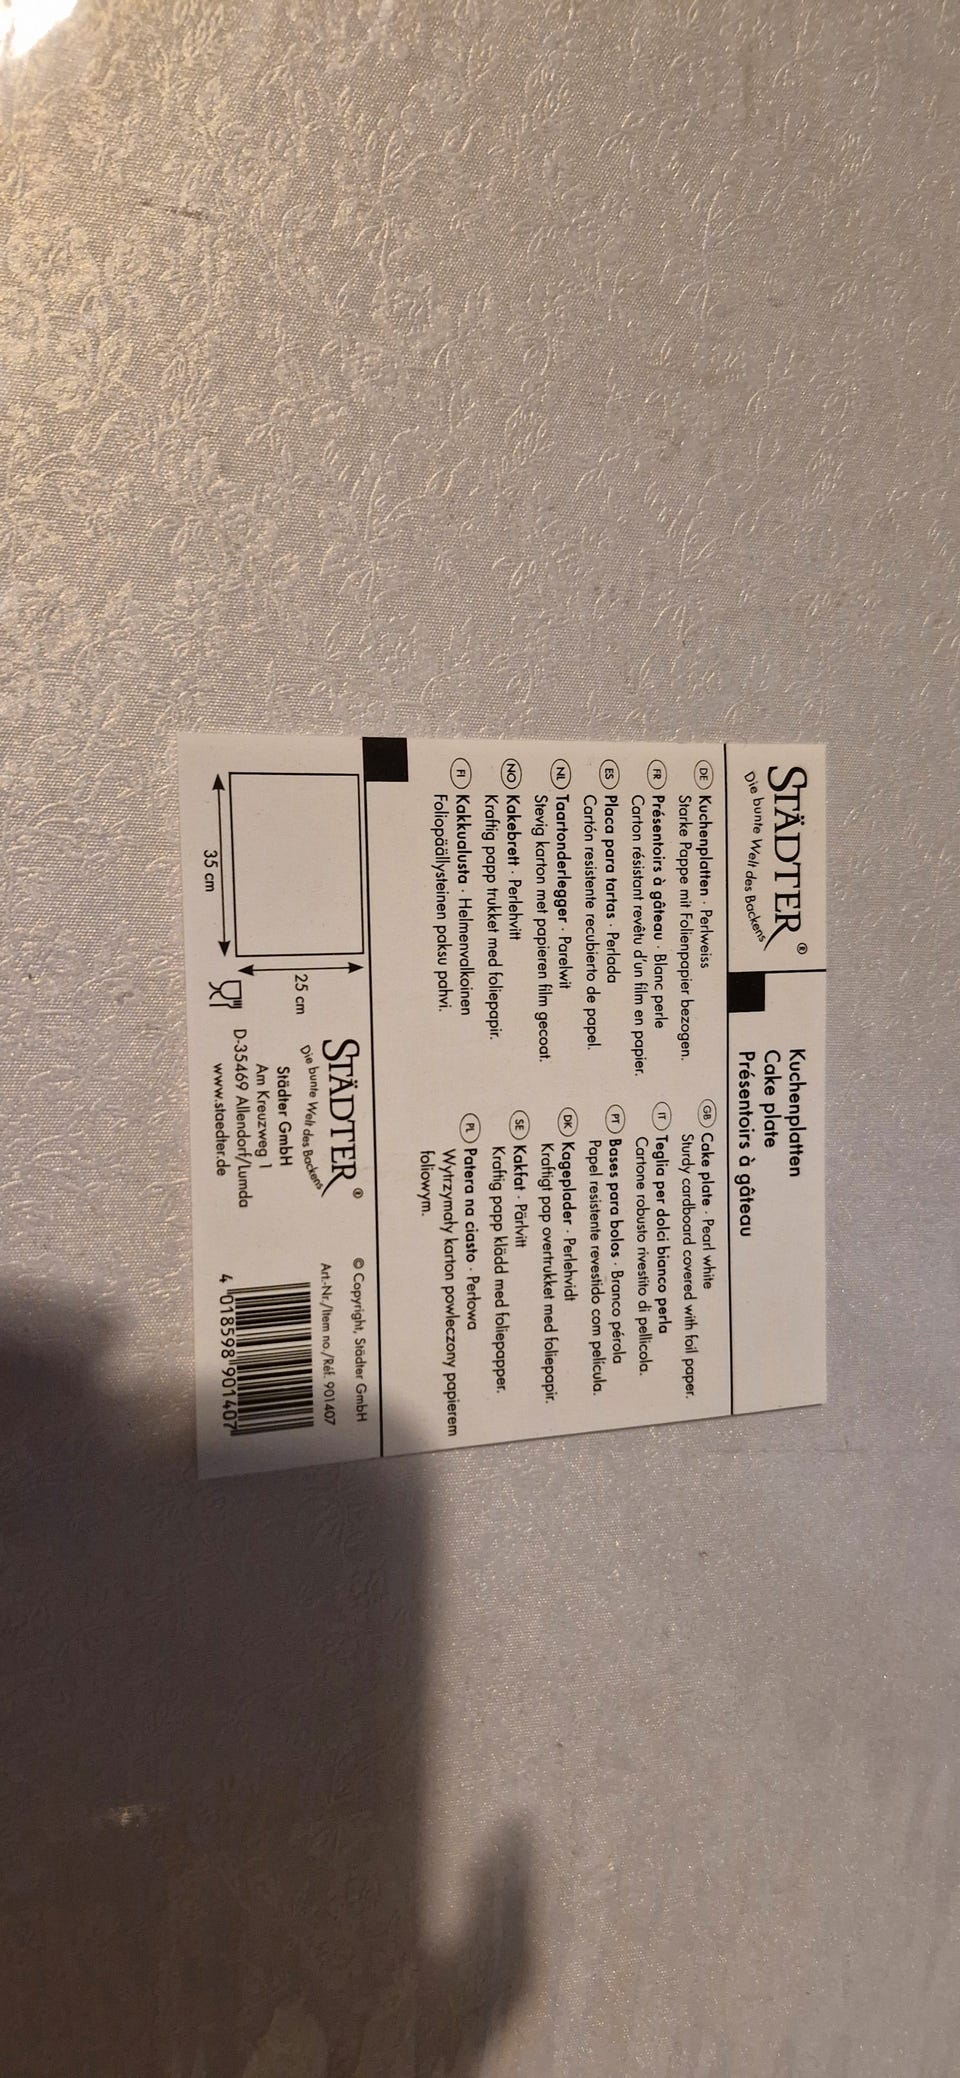 STÄDTER®
Die bunte Welt des Backens
Kuchenplatten
Cake plate
Présentoirs à gâteau
DE Kuchenplatten · Perlweiss
Starke Pappe mit Folienpapier bezogen.
FR Présentoirs à gâteau · Blanc perle
Carton résistant revêtu d'un film en papier.
ES Placa para tartas · Perlada
Cartón resistente recubierto de papel.
NL Taartonderlegger · Parelwit
Stevig karton met papieren film gecoat.
NO Kakebrett · Perlehvitt
Kraftig papp trukket med foliepapir.
FI Kakkualusta · Helmenvalkoinen
Foliopäällysteinen paksu pahvi.
GB Cake plate · Pearl white
Sturdy cardboard covered with foil paper.
IT Teglia per dolci bianco perla
Cartone robusto rivestito di pellicola.
PT Bases para bolos · Branco pérola
Papel resistente revestido com película.
DK Kageplader · Perlehvidt
Kraftigt pap overtrukket med foliepapir.
SE Kakfat · Pärlvitt
Kraftig papp klädd med foliepapper.
PL Patera na ciasto · Perłowa
Wytrzymały karton powleczony papierem
foliowym.
25 cm
35 cm
STÄDTER®
Die bunte Welt des Backens
Städter GmbH
Am Kreuzweg 1
D-35469 Allendorf/Lumda
www.staedter.de
© Copyright, Städter GmbH
Art.-Nr./Item no./Réf. 901407
4 018598 901407